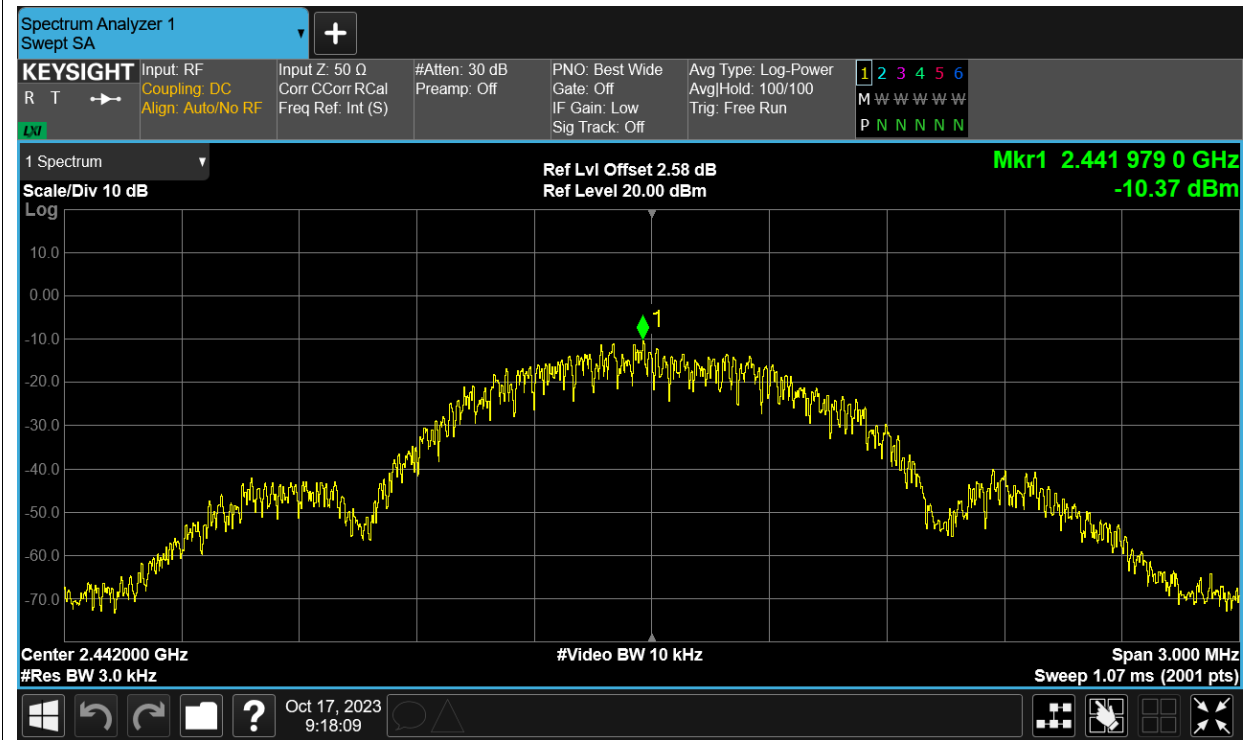 Spectrum Analyzer 1
Swept SA
KEYSIGHT
R T
LXI
Input: RF
Coupling: DC
Align: Auto/No RF
Input Z: 50 Ω
Corr CCorr RCal
Freq Ref: Int (S)
#Atten: 30 dB
Preamp: Off
PNO: Best Wide
Gate: Off
IF Gain: Low
Sig Track: Off
Avg Type: Log-Power
Avg|Hold: 100/100
Trig: Free Run
1 2 3 4 5 6
M W W W W W
P N N N N N
1 Spectrum
Scale/Div 10 dB
Log
Ref Lvl Offset 2.58 dB
Ref Level 20.00 dBm
Mkr1 2.441 979 0 GHz
-10.37 dBm
10.0
0.00
1
-10.0
-20.0
-30.0
-40.0
-50.0
-60.0
-70.0
Center 2.442000 GHz
#Res BW 3.0 kHz
#Video BW 10 kHz
Span 3.000 MHz
Sweep 1.07 ms (2001 pts)
?
Oct 17, 2023
9:18:09